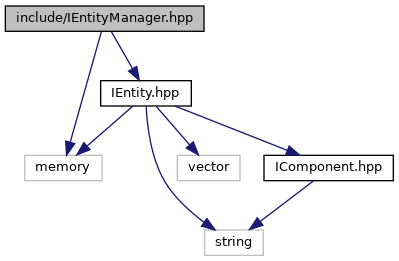 include/IEntityManager.hpp
IEntity.hpp
memory
vector
IComponent.hpp
string